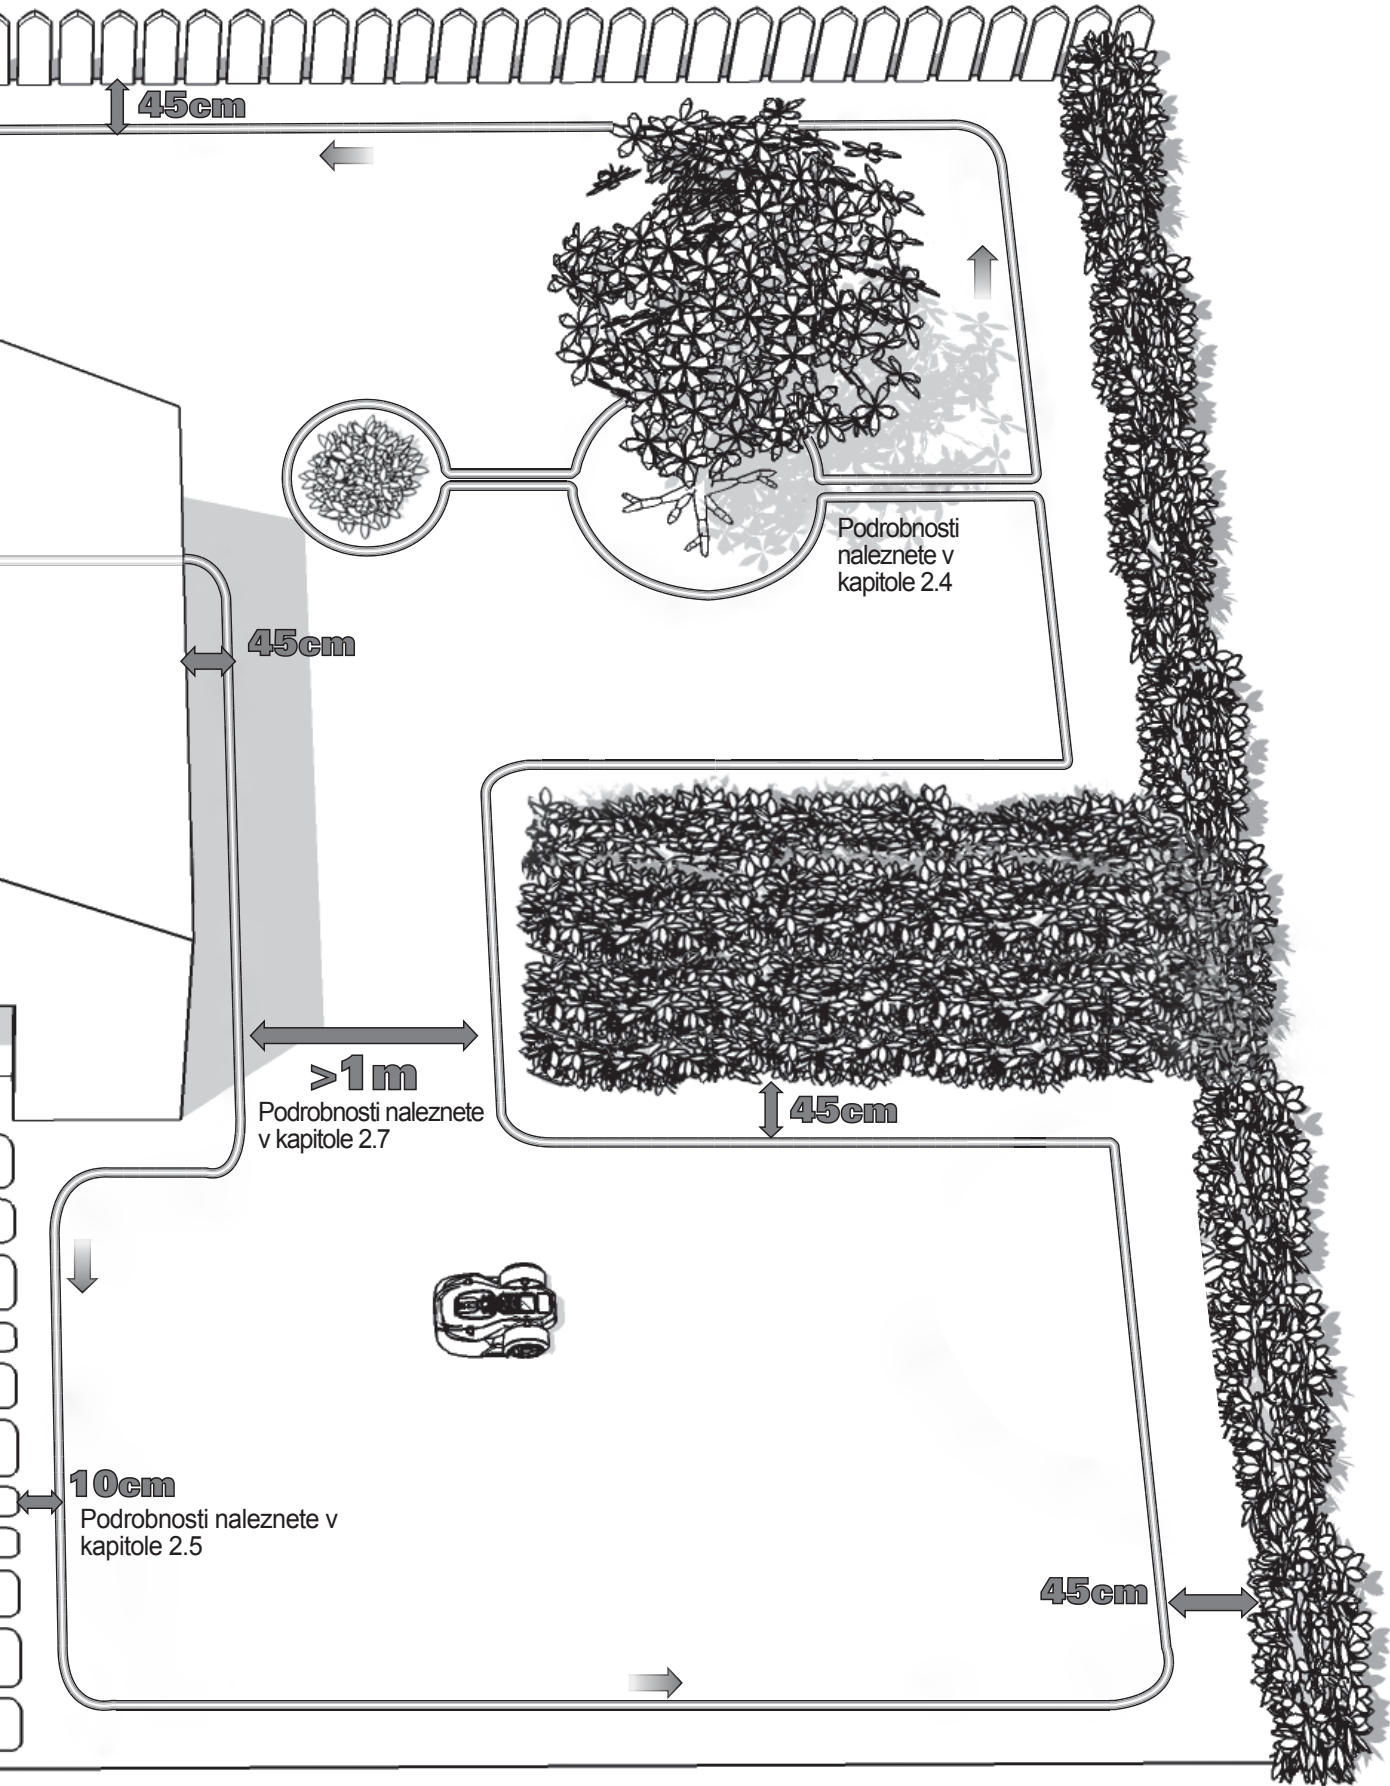 45cm
Podrobnosti
naleznete v
kapitole 2.4
45cm
>1m
Podrobnosti naleznete
v kapitole 2.7
45cm
10cm
Podrobnosti naleznete v
kapitole 2.5
45cm